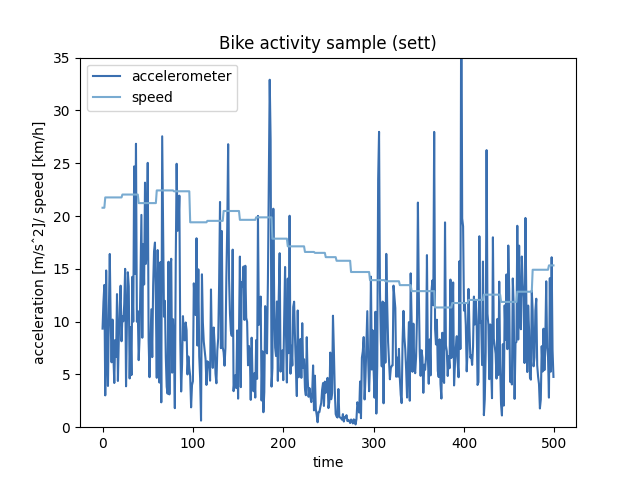 Bike activity sample (sett)
35
30
25
20
15
10
5
0
acceleration [m/s^2]/ speed [km/h]
accelerometer
speed
0
100
200
300
400
500
time